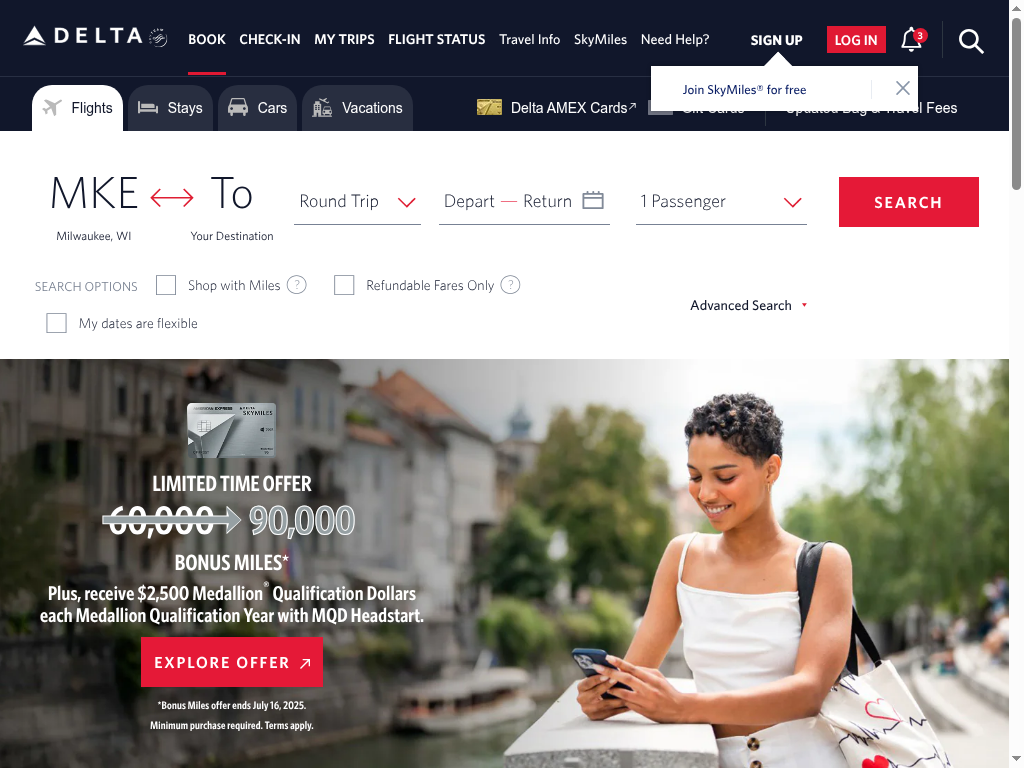 DELTA
BOOK CHECK-IN MY TRIPS FLIGHT STATUS Travel Info SkyMiles Need Help? SIGN UP LOG IN 3
Join SkyMiles® for free
Flights Stays Cars Vacations Delta AMEX Cards Gift Cards Updated Bag & Travel Fees
MKE To Round Trip Depart — Return 1 Passenger SEARCH
Milwaukee, WI Your Destination
SEARCH OPTIONS Shop with Miles ? Refundable Fares Only ?
Advanced Search
My dates are flexible
AMERICAN EXPRESS DELTA
SKYMILES
LIMITED TIME OFFER
60,000 90,000
BONUS MILES*
Plus, receive $2,500 Medallion® Qualification Dollars
each Medallion Qualification Year with MQD Headstart.
EXPLORE OFFER
*Bonus Miles offer ends July 16, 2025.
Minimum purchase required. Terms apply.